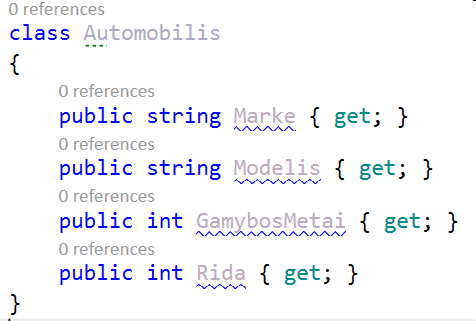 0 references
class Automobilis
{
0 references
public string Marke { get; }
0 references
public string Modelis { get; }
0 references
public int GamybosMetai { get; }
0 references
public int Rida { get; }
}